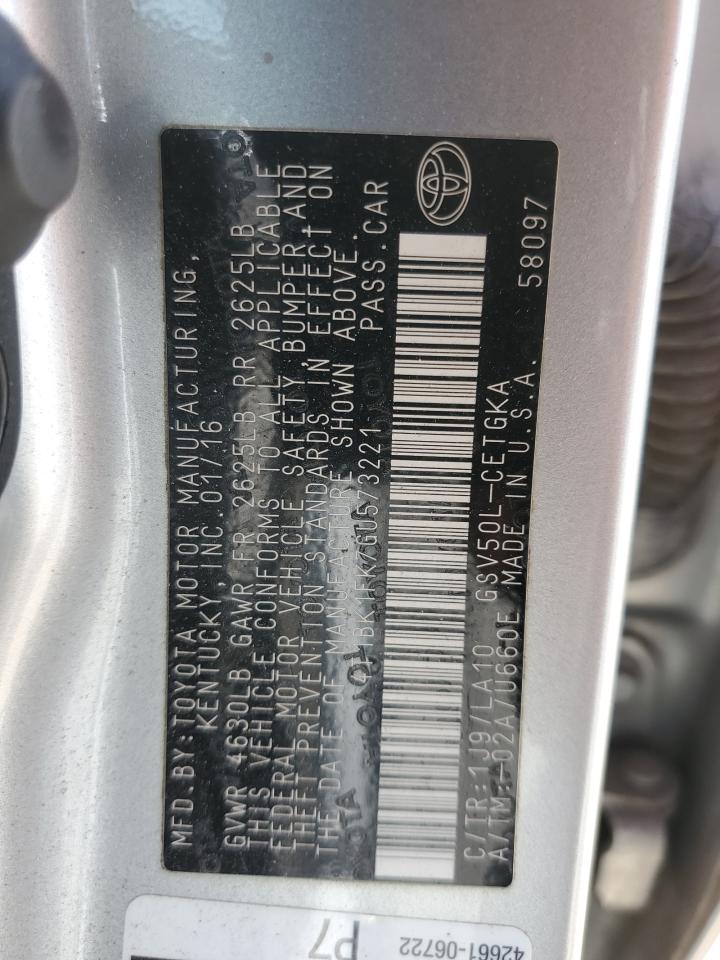 MFD.BY:TOYOTA MOTOR MANUFACTURING,
KENTUCKY, INC. 01/16
GVWR 4630LB GAWR FR 2625LB RR 2625LB
THIS VEHICLE CONFORMS TO ALL APPLICABLE
FEDERAL MOTOR VEHICLE SAFETY, BUMPER, AND
THEFT PREVENTION STANDARDS IN EFFECT ON
THE DATE OF MANUFACTURE SHOWN ABOVE.
PASS.CAR
C/TR:1J9/LA10 GSV50L-CETGKA
A/TM:-02A/U660E MADE IN U.S.A. 58097
P7
42661-06722